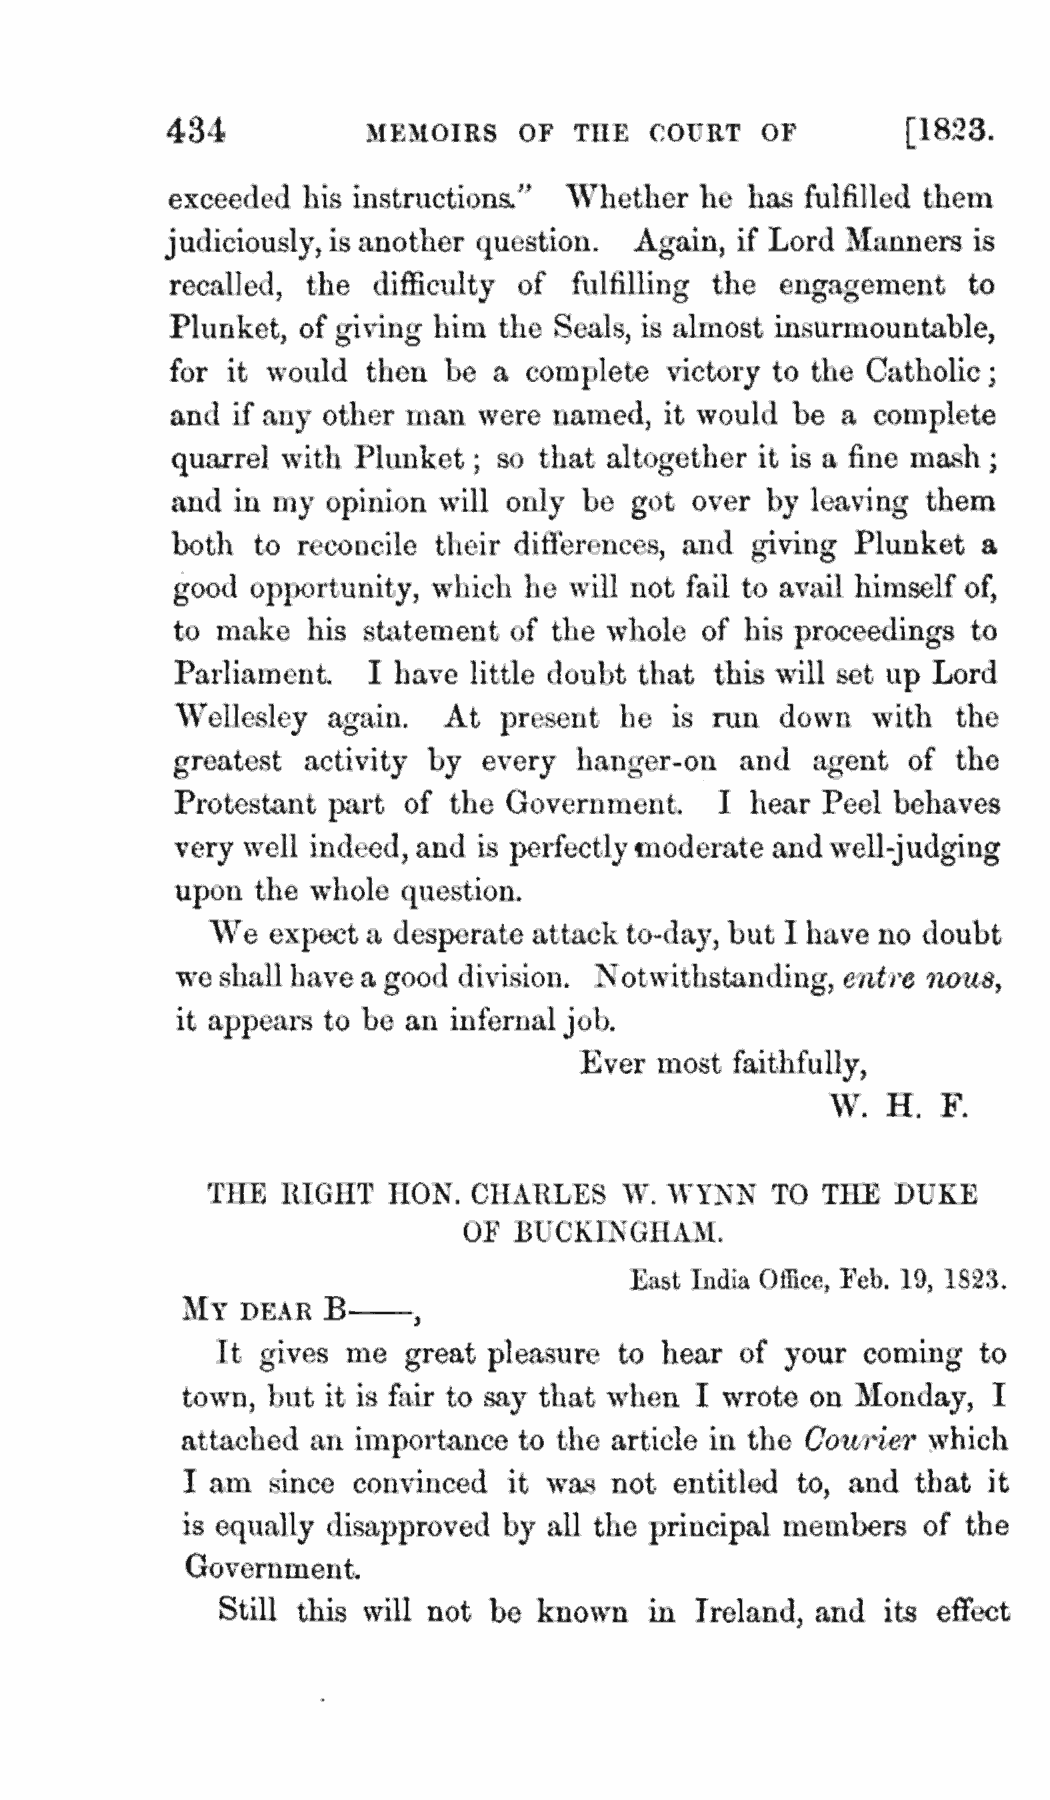 434 MEMOIRS OF THE COURT OF [1823.
exceeded his instructions." Whether he has fulfilled them
judiciously, is another question. Again, if Lord Manners is
recalled, the difficulty of fulfilling the engagement to
Plunket, of giving him the Seals, is almost insurmountable,
for it would then be a complete victory to the Catholic;
and if any other man were named, it would be a complete
quarrel with Plunket; so that altogether it is a fine mash;
and in my opinion will only be got over by leaving them
both to reconcile their differences, and giving Plunket a
good opportunity, which he will not fail to avail himself of,
to make his statement of the whole of his proceedings to
Parliament. I have little doubt that this will set up Lord
Wellesley again. At present he is run down with the
greatest activity by every hanger-on and agent of the
Protestant part of the Government. I hear Peel behaves
very well indeed, and is perfectly moderate and well-judging
upon the whole question.
We expect a desperate attack to-day, but I have no doubt
we shall have a good division. Notwithstanding, entre nous,
it appears to be an infernal job.
Ever most faithfully,
W. H. F.
THE RIGHT HON. CHARLES W. WYNN TO THE DUKE
OF BUCKINGHAM.
East India Office, Feb. 19, 1823.
MY DEAR B——,
It gives me great pleasure to hear of your coming to
town, but it is fair to say that when I wrote on Monday, I
attached an importance to the article in the Courier which
I am since convinced it was not entitled to, and that it
is equally disapproved by all the principal members of the
Government.
Still this will not be known in Ireland, and its effect